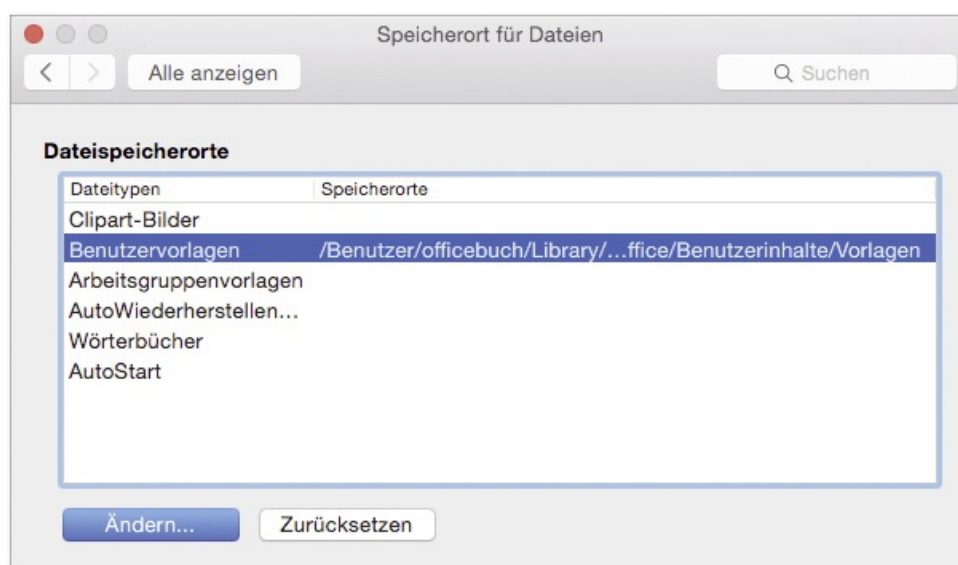 Speicherort für Dateien
Alle anzeigen
Suchen
Dateispeicherorte
Dateitypen Speicherorte
Clipart-Bilder
Benutzervorlagen /Benutzer/officebuch/Library/...ffice/Benutzerinhalte/Vorlagen
Arbeitsgruppenvorlagen
AutoWiederherstellen...
Wörterbücher
AutoStart
Ändern... Zurücksetzen